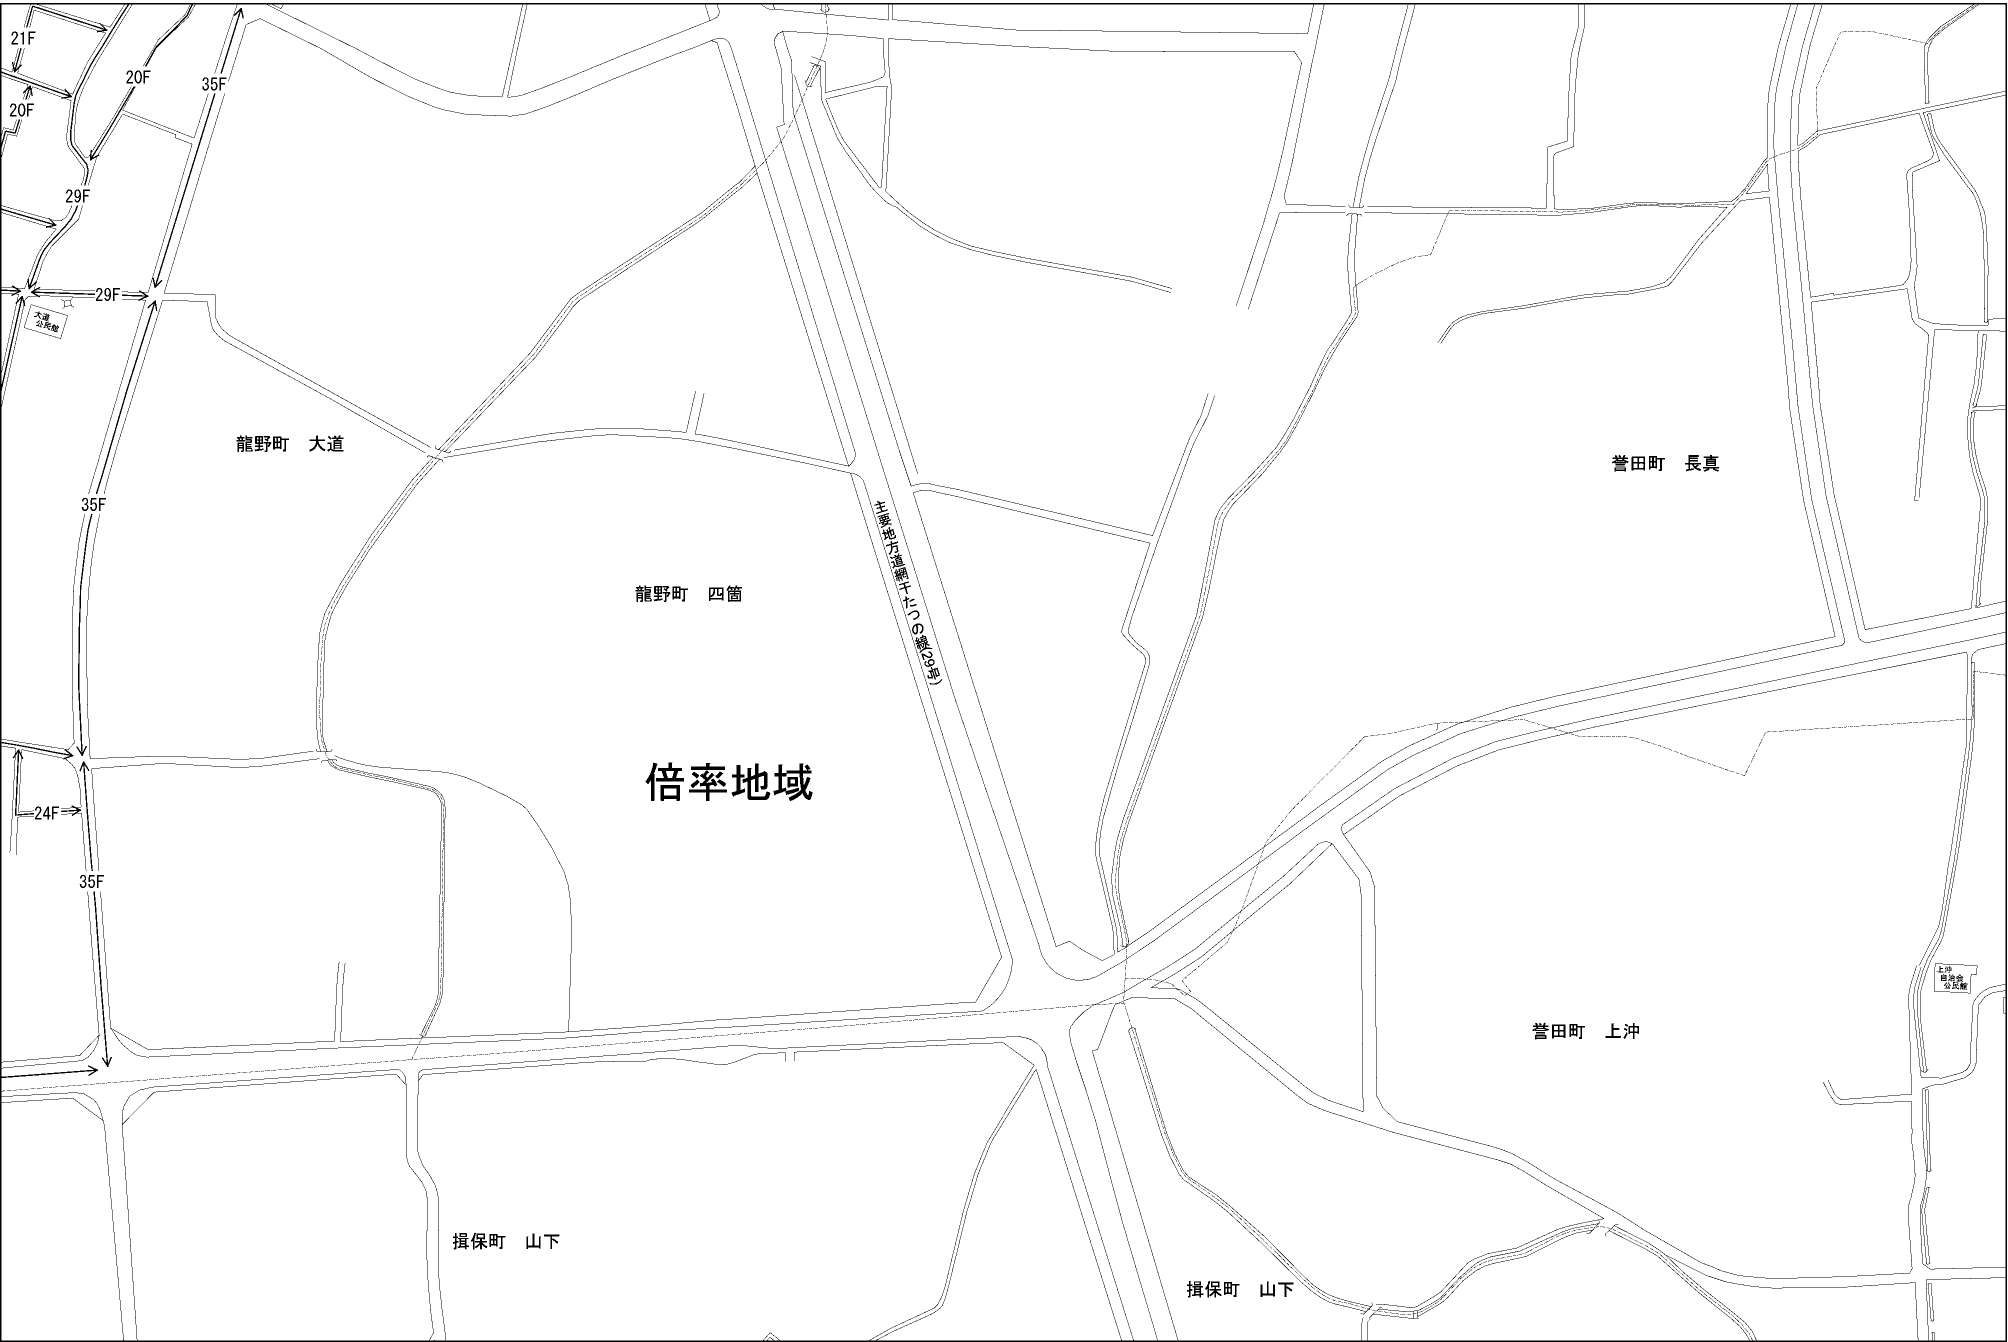 21F
20F
35F
20F
29F
29F
大道
公民館
龍野町　大道
誉田町　長真
35F
主要地方道網干たつの線(29号)
龍野町　四箇
倍率地域
24F
35F
上沖
自治会
公民館
誉田町　上沖
揖保町　山下
揖保町　山下